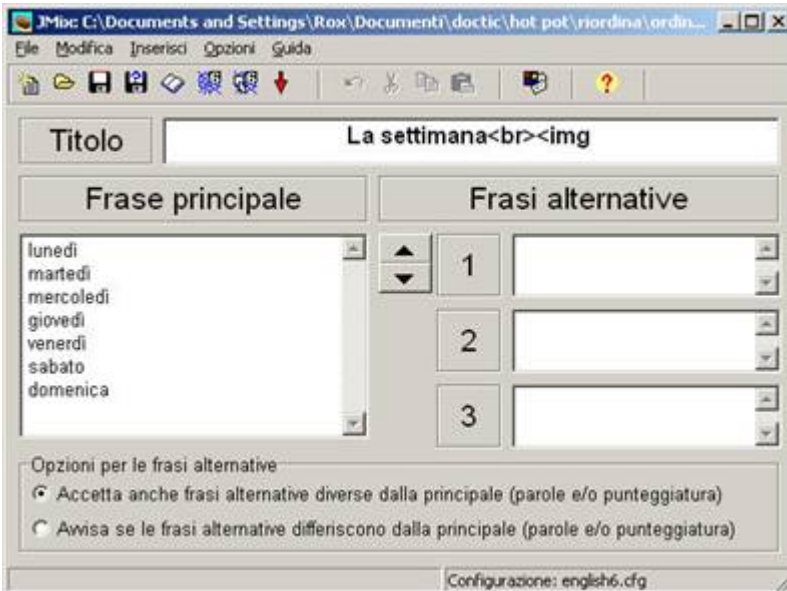 JMix: C:\Documents and Settings\Rox\Documenti\doctic\hot pot\riordina\ordin...
File Modifica Inserisci Opzioni Guida
Titolo
La settimana<br><img
Frase principale
Frasi alternative
lunedì
martedì
mercoledì
giovedì
venerdì
sabato
domenica
1
2
3
Opzioni per le frasi alternative
Accetta anche frasi alternative diverse dalla principale (parole e/o punteggiatura)
Avvisa se le frasi alternative differiscono dalla principale (parole e/o punteggiatura)
Configurazione: english6.cfg